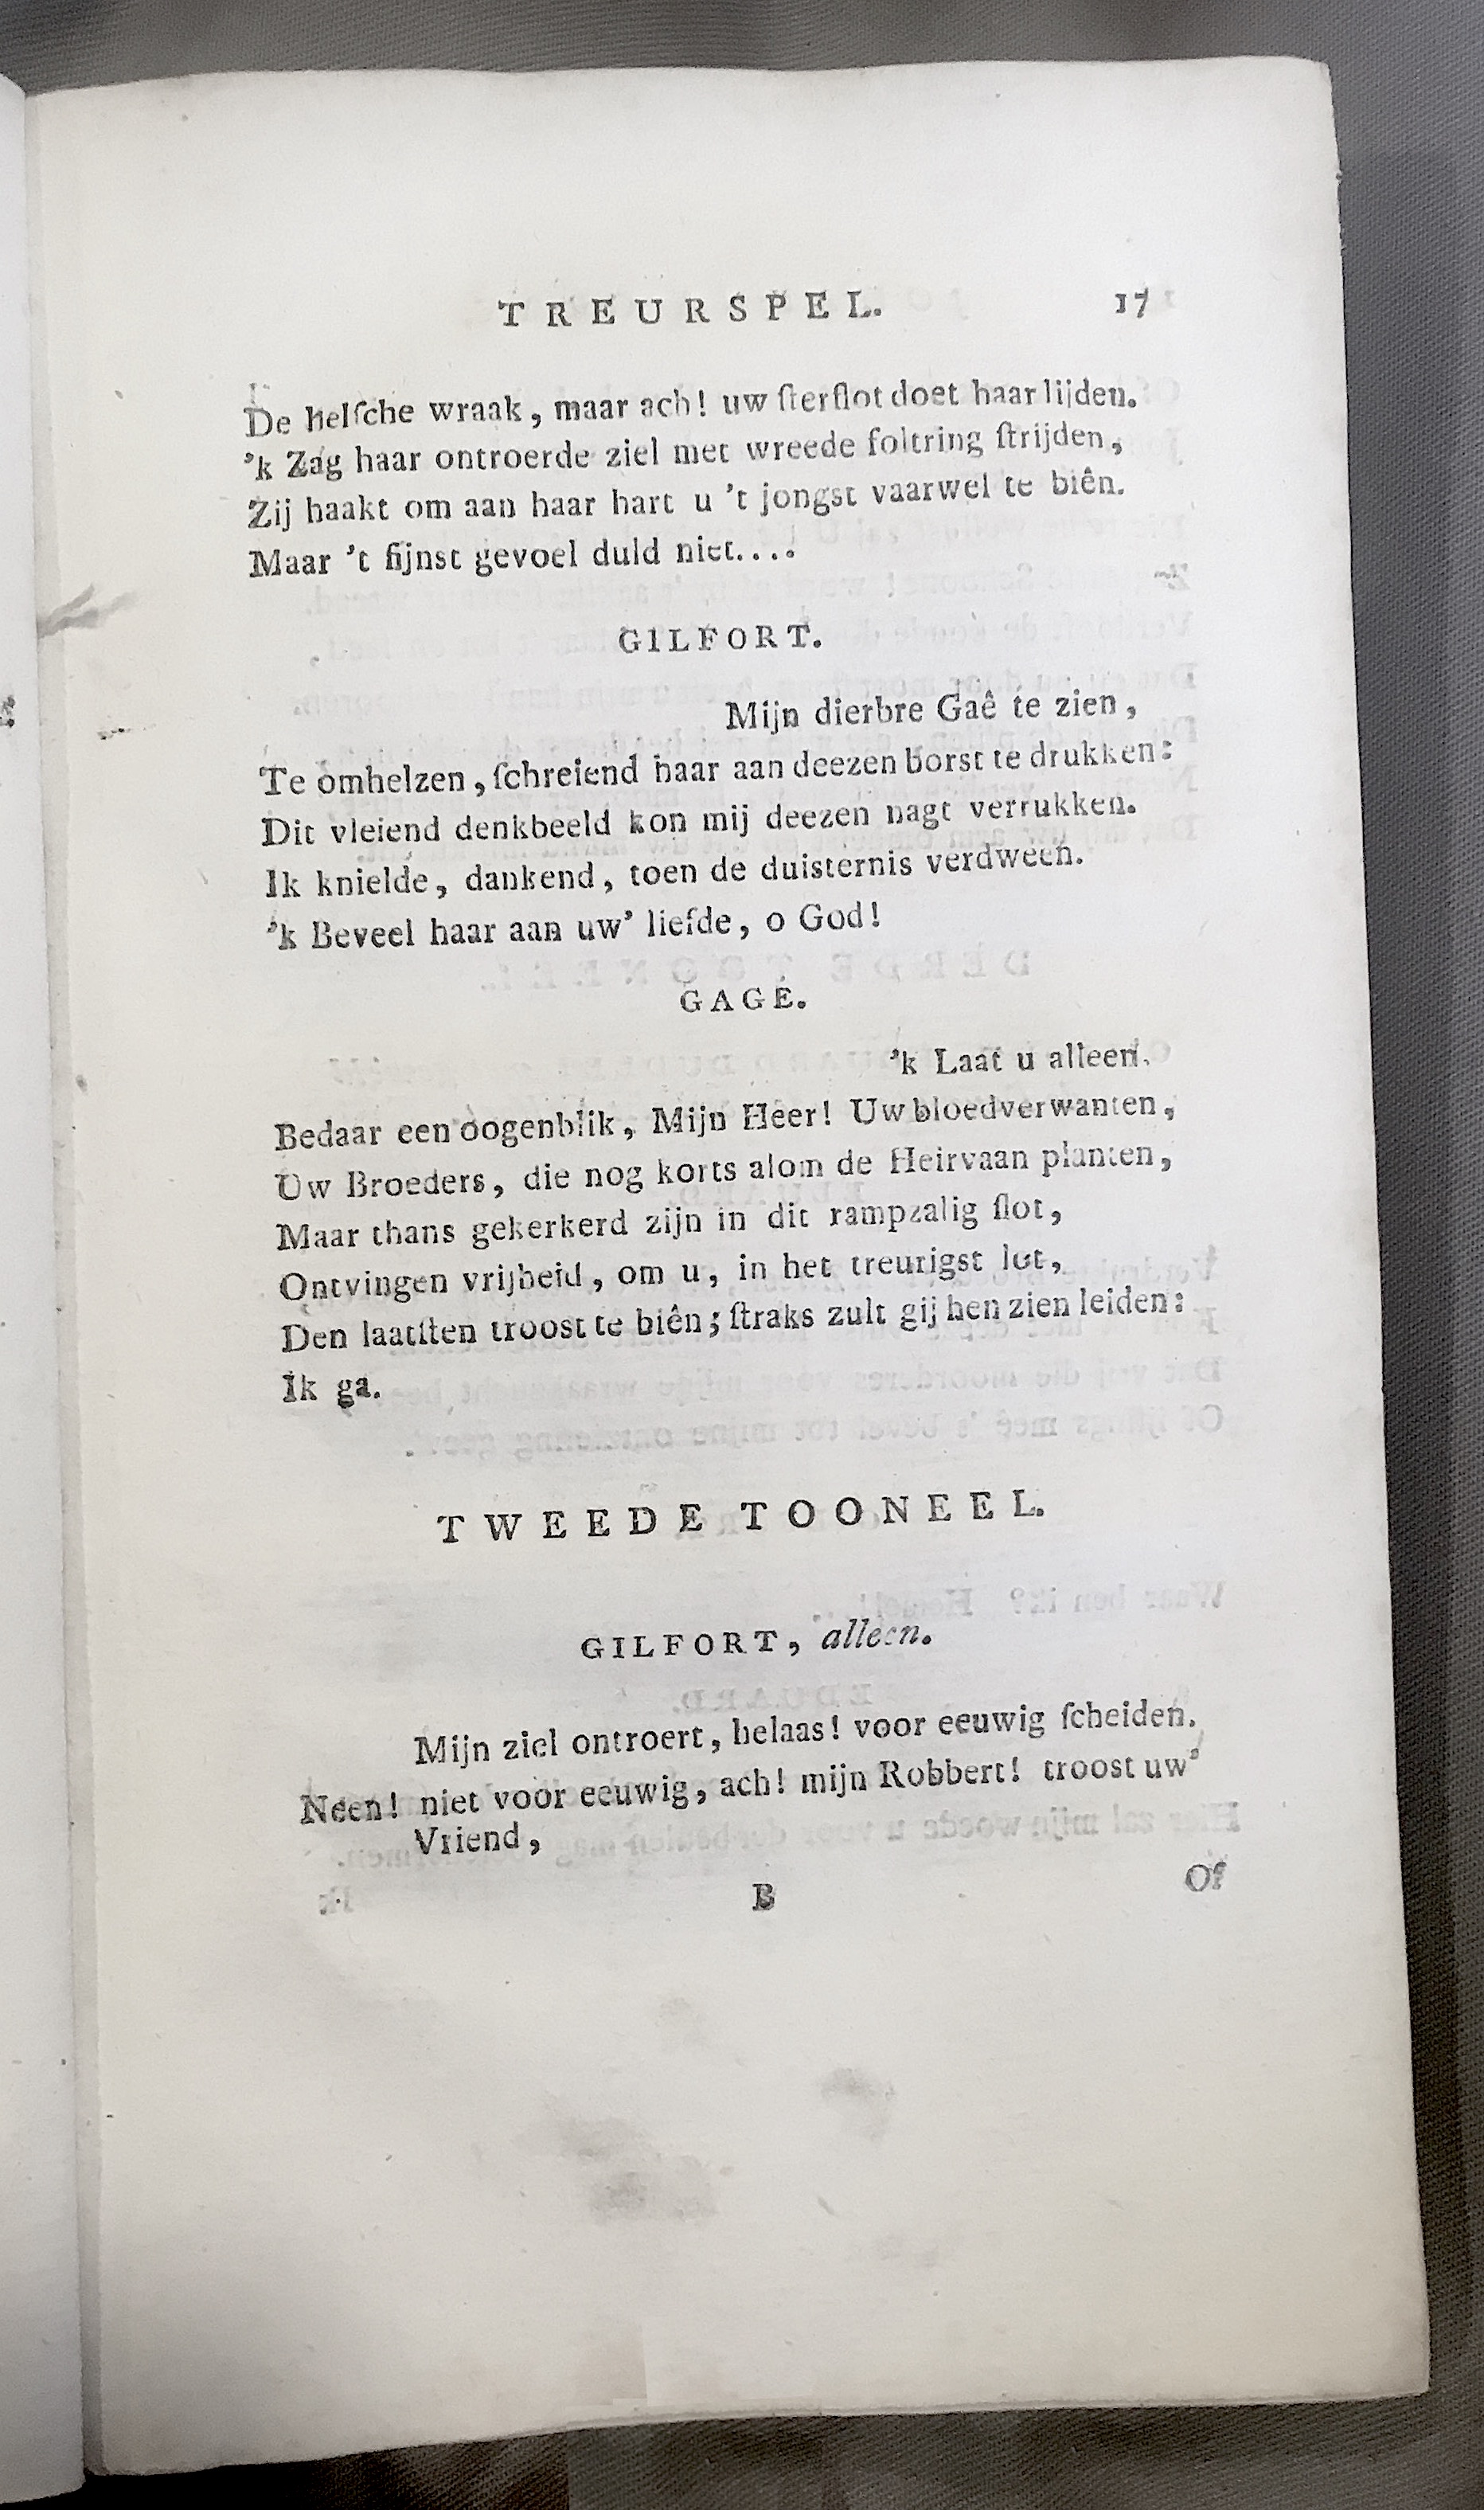 TREURSPEL. 17
De helſche wraak, maar ach! uw ſterflot doet haar lijden.
’k Zag haar ontroerde ziel met wreede foltring ſtrijden,
Zij haakt om aan haar hart u ’t jongst vaarwel te biên.
Maar ’t fijnst gevoel duld niet....
GILFORT.
Mijn dierbre Gaê te zien,
Te omhelzen, ſchreiend haar aan deezen borst te drukken:
Dit vleiend denkbeeld kon mij deezen nagt verrukken.
Ik knielde, dankend, toen de duisternis verdween.
’k Beveel haar aan uw’ liefde, o God!
GAGE.
’k Laat u alleen.
Bedaar een oogenblik, Mijn Heer! Uw bloedverwanten,
Uw Broeders, die nog korts alom de Heirvaan planten,
Maar thans gekerkerd zijn in dit rampzalig ſlot,
Ontvingen vrijheid, om u, in het treurigst lot,
Den laatſten troost te biên; ſtraks zult gij hen zien leiden:
Ik ga.
TWEEDE TOONEEL.
GILFORT, alleen.
Mijn ziel ontroert, helaas! voor eeuwig ſcheiden.
Neen! niet voor eeuwig, ach! mijn Robbert! troost uw’
Vriend,
B Of